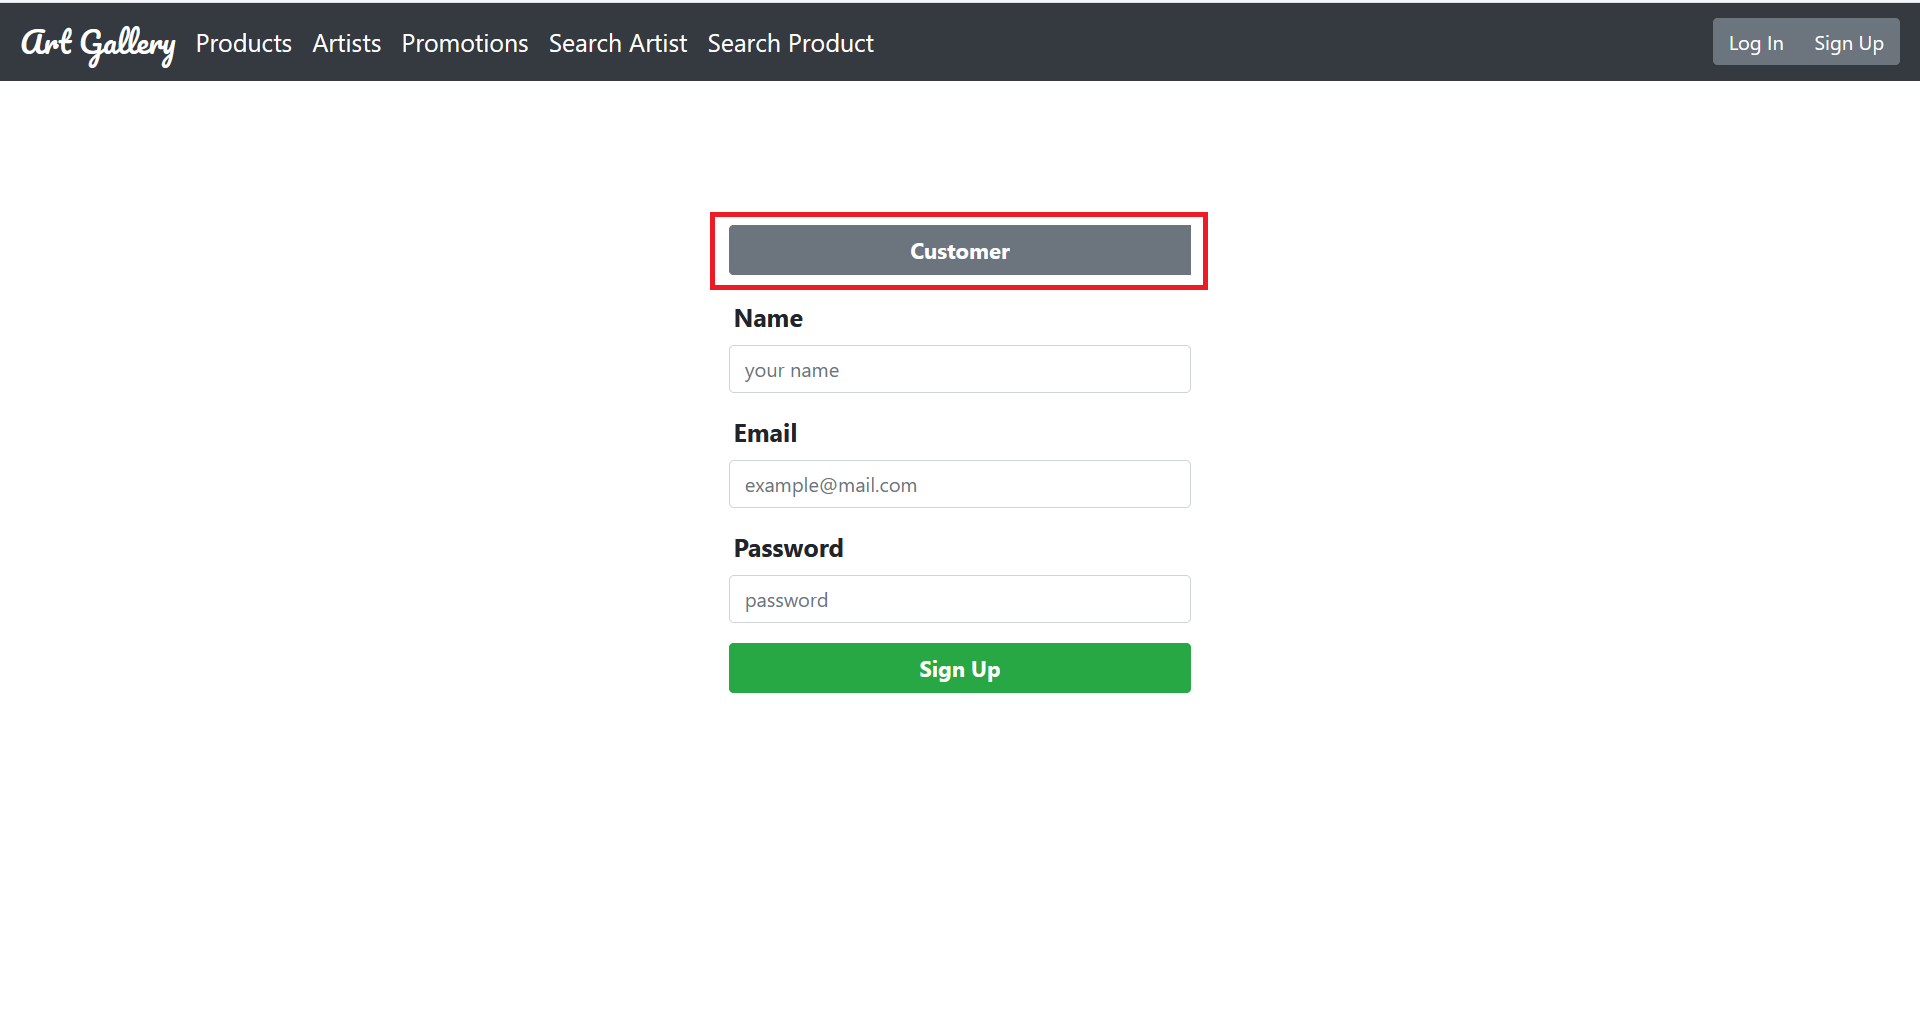 Art Gallery Products Artists Promotions Search Artist Search Product Log In Sign Up
Customer
Name
your name
Email
example@mail.com
Password
password
Sign Up